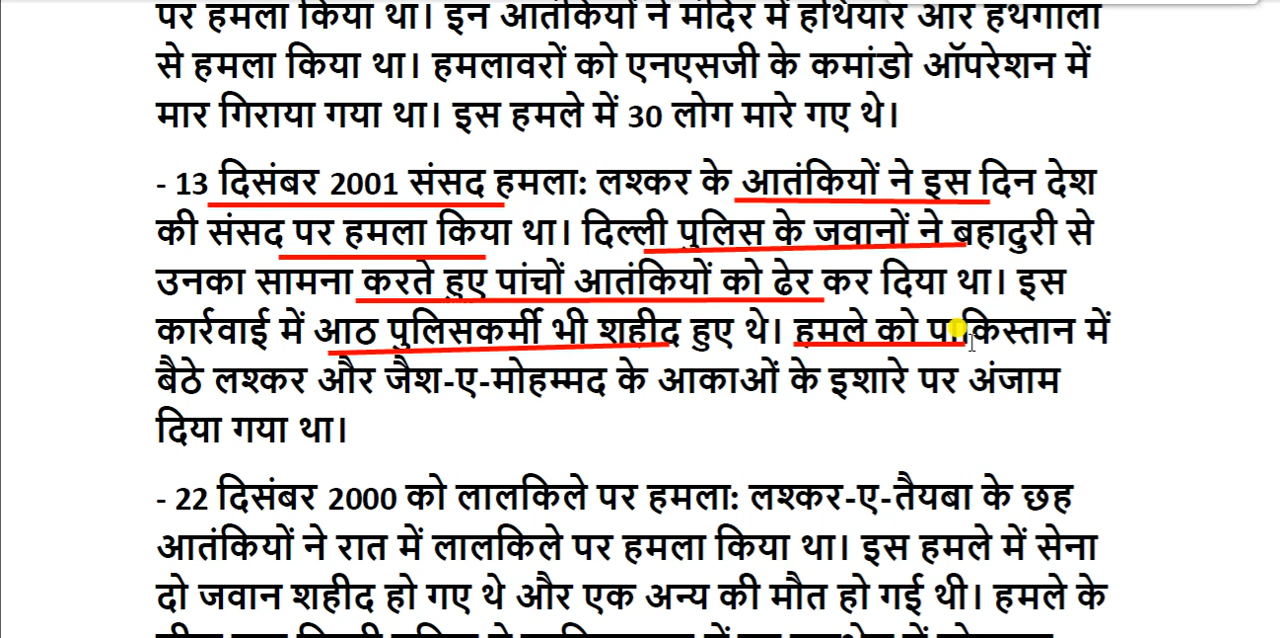 पर हमला किया था। इन आतंकियों ने मंदिर में हथियार और हथगोलों
से हमला किया था। हमलावरों को एनएसजी के कमांडो ऑपरेशन में
मार गिराया गया था। इस हमले में 30 लोग मारे गए थे।
- 13 दिसंबर 2001 संसद हमला: लश्कर के आतंकियों ने इस दिन देश
की संसद पर हमला किया था। दिल्ली पुलिस के जवानों ने बहादुरी से
उनका सामना करते हुए पांचों आतंकियों को ढेर कर दिया था। इस
कार्रवाई में आठ पुलिसकर्मी भी शहीद हुए थे। हमले को पाकिस्तान में
बैठे लश्कर और जैश-ए-मोहम्मद के आकाओं के इशारे पर अंजाम
दिया गया था।
- 22 दिसंबर 2000 को लालकिले पर हमला: लश्कर-ए-तैयबा के छह
आतंकियों ने रात में लालकिले पर हमला किया था। इस हमले में सेना
दो जवान शहीद हो गए थे और एक अन्य की मौत हो गई थी। हमले के